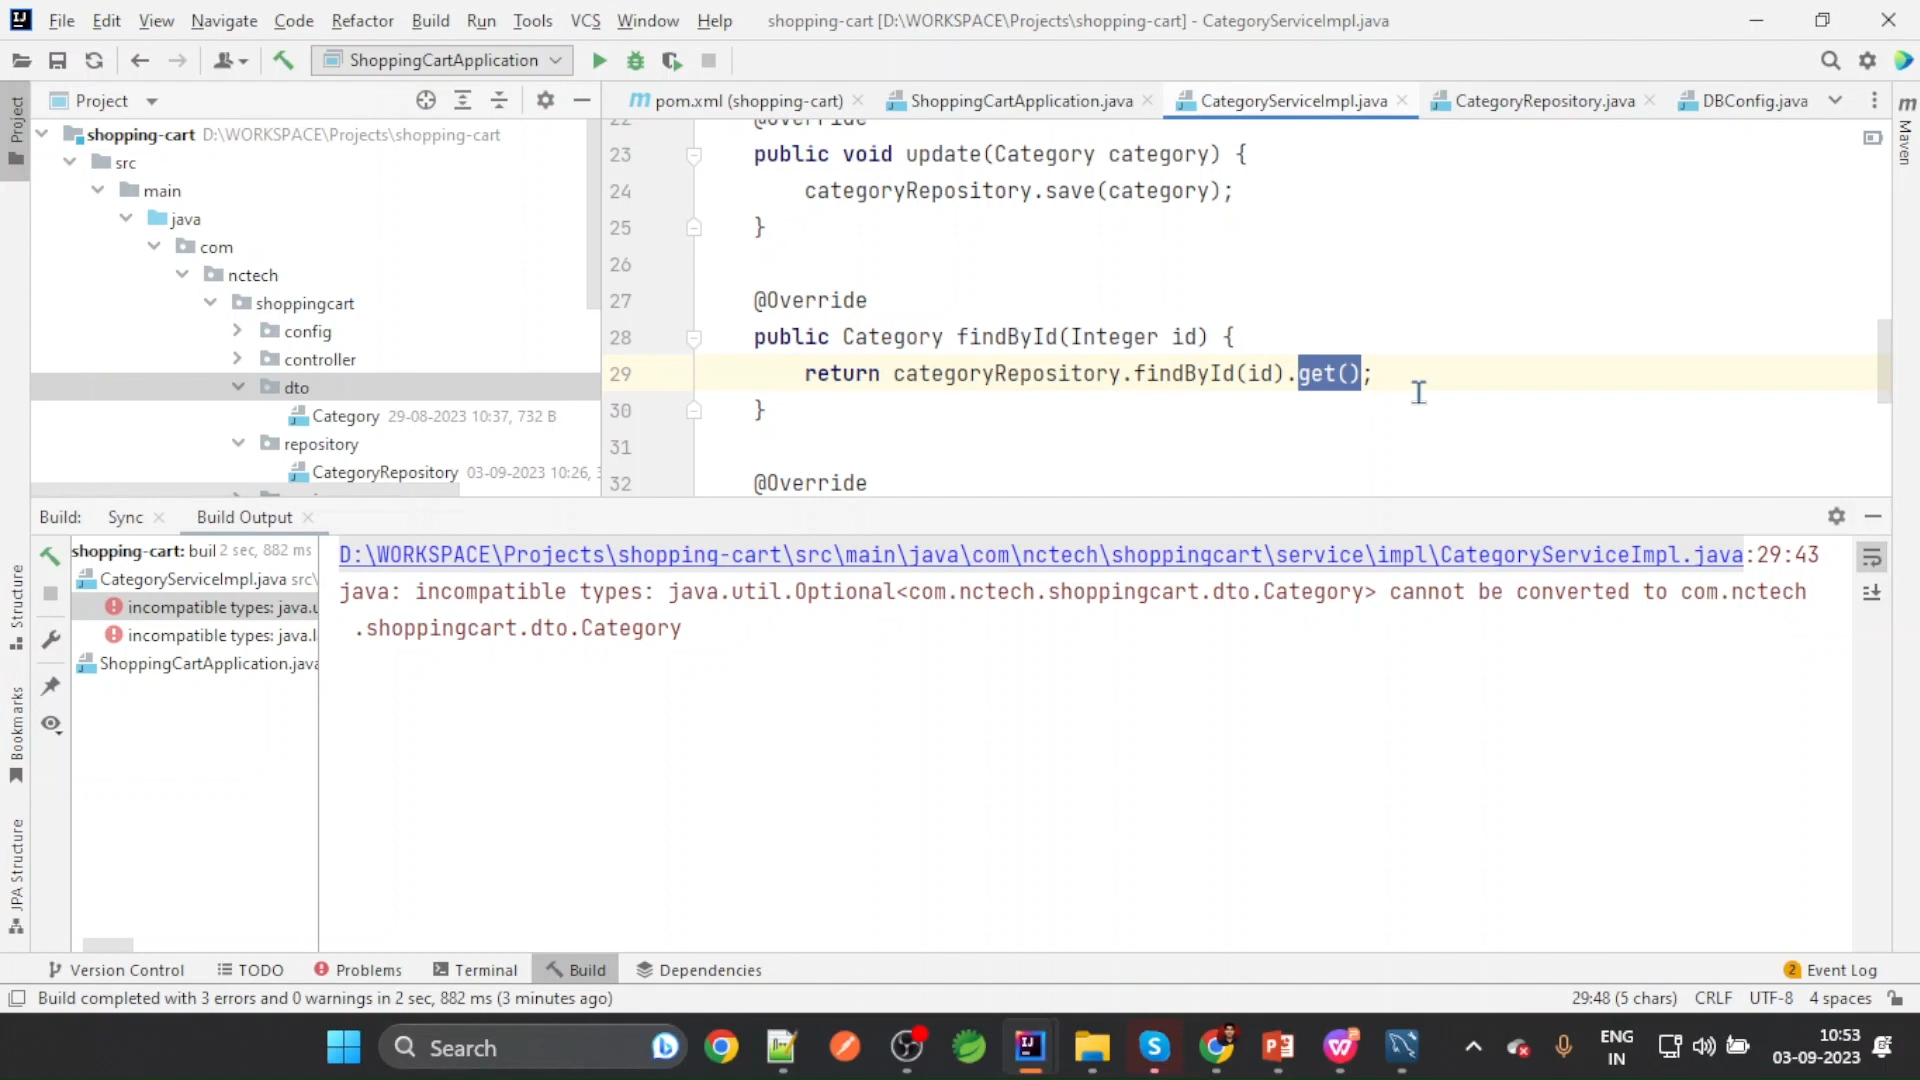 File Edit View Navigate Code Refactor Build Run Tools VCS Window Help shopping-cart [D:\WORKSPACE\Projects\shopping-cart] - CategoryServiceImpl.java
ShoppingCartApplication
Project
pom.xml (shopping-cart) ShoppingCartApplication.java CategoryServiceImpl.java CategoryRepository.java DBConfig.java
shopping-cart D:\WORKSPACE\Projects\shopping-cart
src
main
java
com
nctech
shoppingcart
config
controller
dto
Category 29-08-2023 10:37, 732 B
repository
CategoryRepository 03-09-2023 10:26,
22 @Override
23 public void update(Category category) {
24 categoryRepository.save(category);
25 }
26
27 @Override
28 public Category findById(Integer id) {
29 return categoryRepository.findById(id).get();
30 }
31
32 @Override
Project
Structure
Bookmarks
JPA Structure
Maven
Build: Sync Build Output
shopping-cart: buil 2 sec, 882 ms
CategoryServiceImpl.java src\
incompatible types: java.u
incompatible types: java.l
ShoppingCartApplication.java
D:\WORKSPACE\Projects\shopping-cart\src\main\java\com\nctech\shoppingcart\service\impl\CategoryServiceImpl.java:29:43
java: incompatible types: java.util.Optional<com.nctech.shoppingcart.dto.Category> cannot be converted to com.nctech
.shoppingcart.dto.Category
Version Control TODO Problems Terminal Build Dependencies 2 Event Log
Build completed with 3 errors and 0 warnings in 2 sec, 882 ms (3 minutes ago) 29:48 (5 chars) CRLF UTF-8 4 spaces
Search
ENG
IN
10:53
03-09-2023